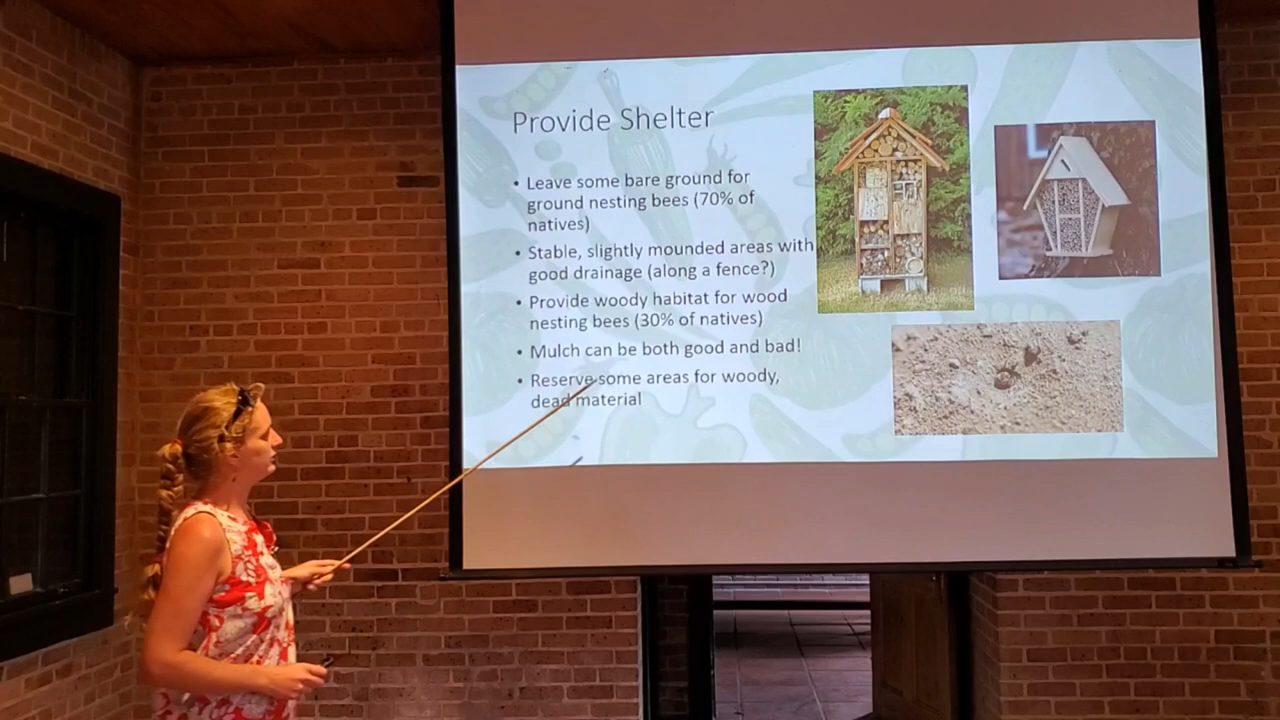 Provide Shelter
• Leave some bare ground for
ground nesting bees (70% of
natives)
• Stable, slightly mounded areas with
good drainage (along a fence?)
• Provide woody habitat for wood
nesting bees (30% of natives)
• Mulch can be both good and bad!
• Reserve some areas for woody,
dead material